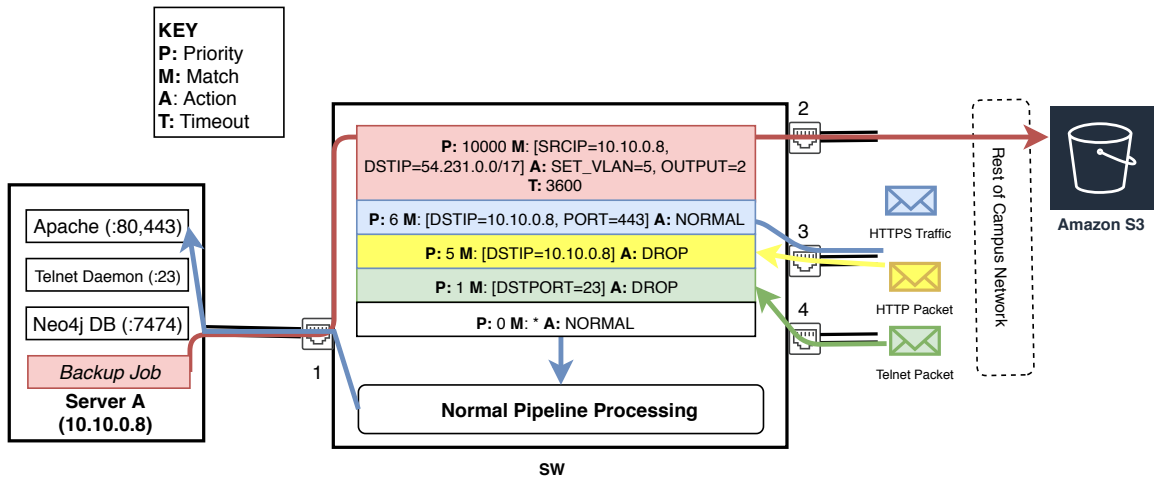 KEY
P: Priority
M: Match
A: Action
T: Timeout
Apache (:80,443)
Telnet Daemon (:23)
Neo4j DB (:7474)
Backup Job
Server A
(10.10.0.8)
1
P: 10000 M: [SRCIP=10.10.0.8,
DSTIP=54.231.0.0/17] A: SET_VLAN=5, OUTPUT=2
T: 3600
P: 6 M: [DSTIP=10.10.0.8, PORT=443] A: NORMAL
P: 5 M: [DSTIP=10.10.0.8] A: DROP
P: 1 M: [DSTPORT=23] A: DROP
P: 0 M: * A: NORMAL
Normal Pipeline Processing
SW
2
3
4
HTTPS Traffic
HTTP Packet
Telnet Packet
Rest of Campus Network
Amazon S3